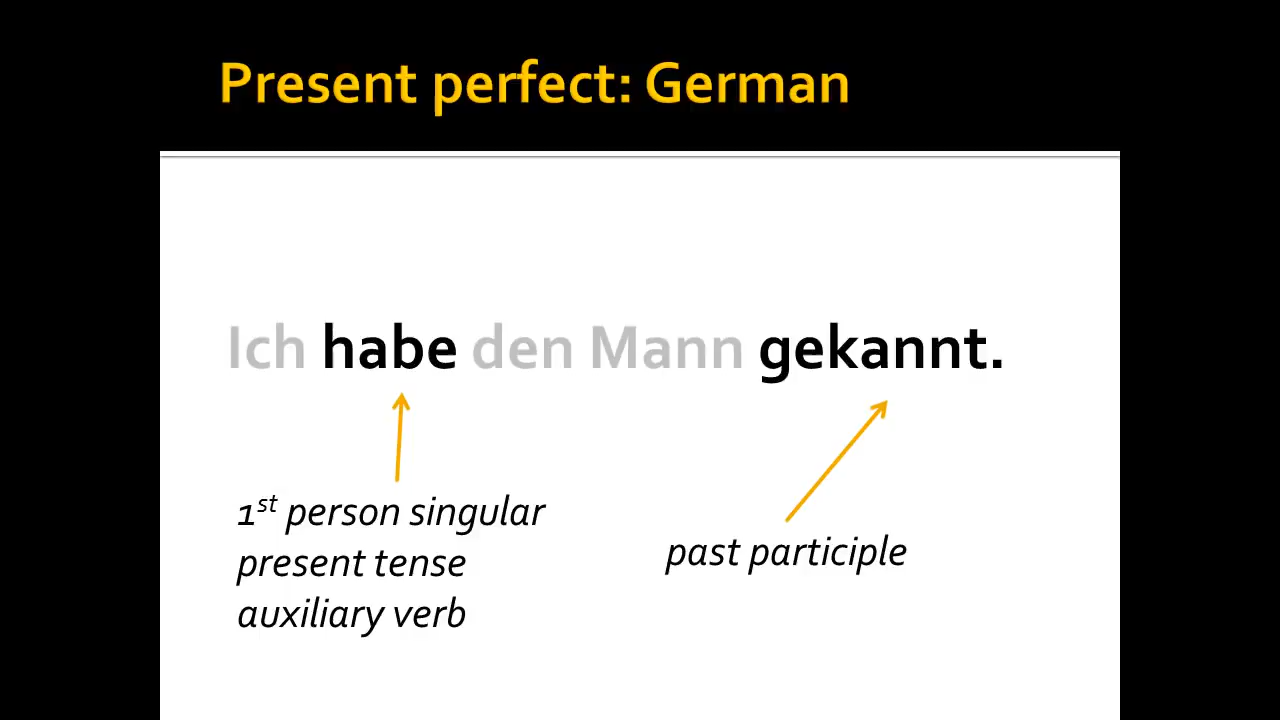 Present perfect: German
Ich habe den Mann gekannt.
1st person singular
present tense
auxiliary verb
past participle